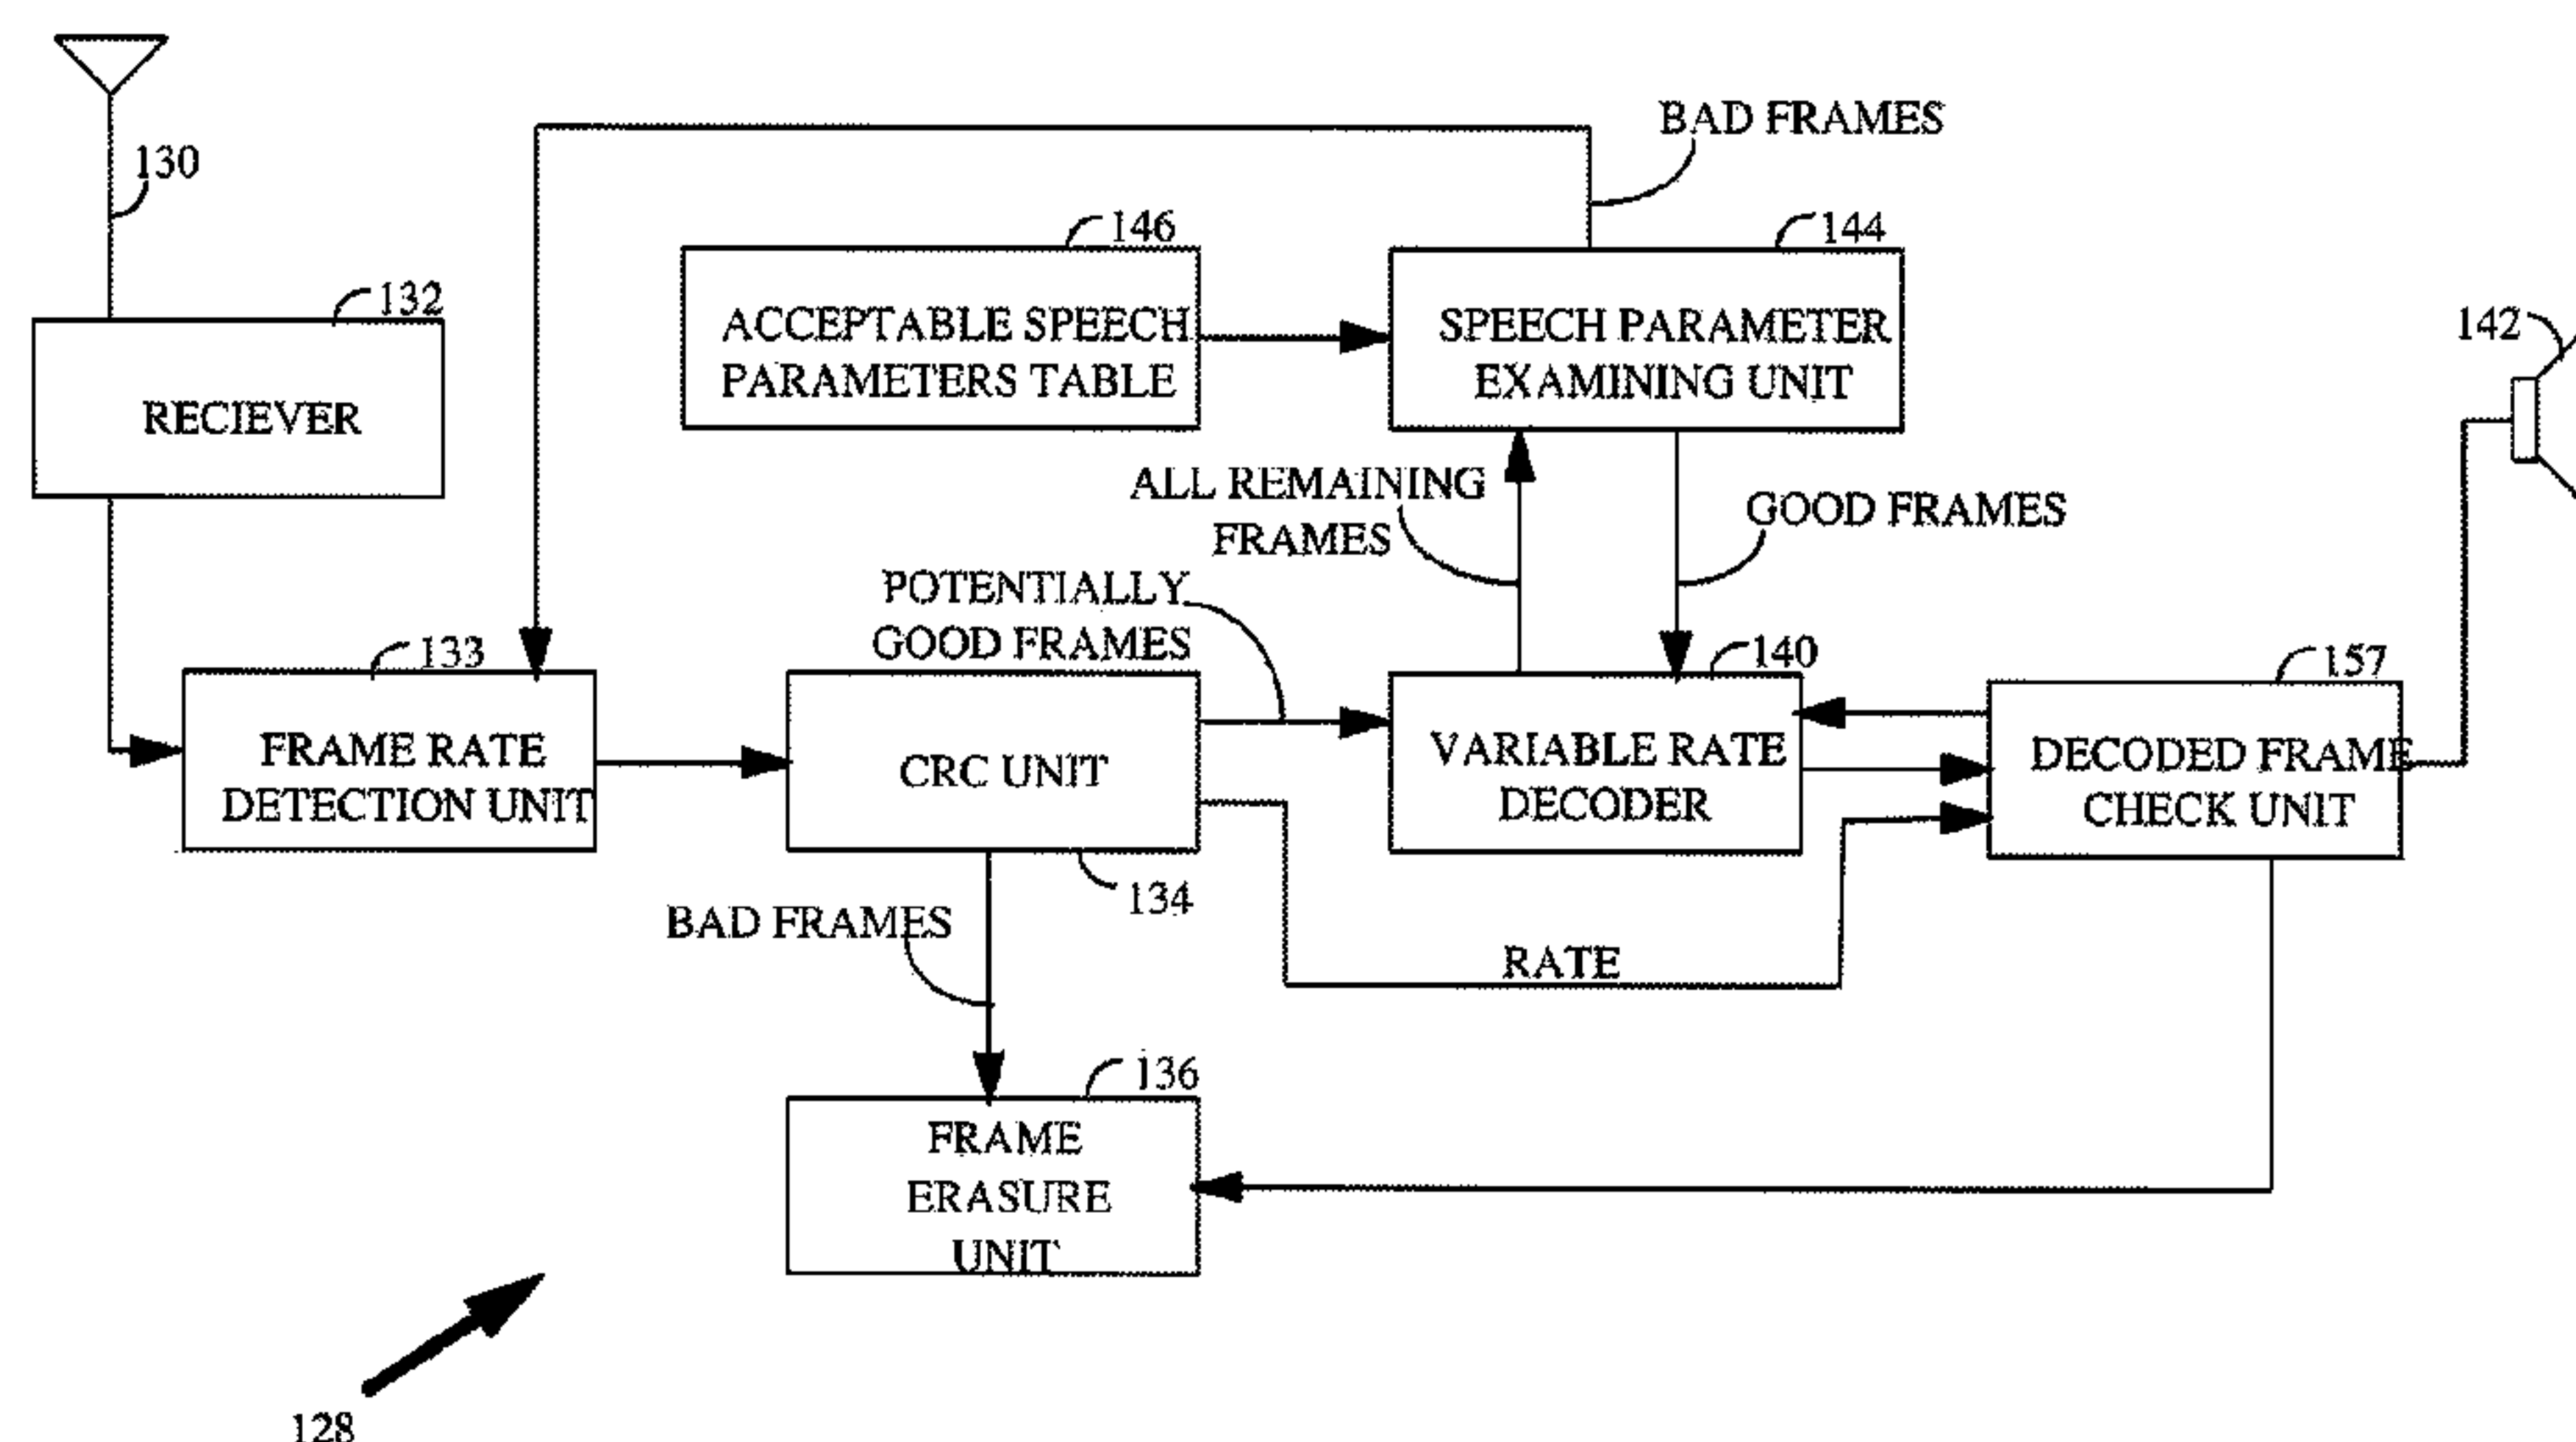 130
BAD FRAMES
146
144
132
142
RECIEVER
ACCEPTABLE SPEECH
PARAMETERS TABLE
SPEECH PARAMETER
EXAMINING UNIT
ALL REMAINING
FRAMES
GOOD FRAMES
POTENTIALLY
GOOD FRAMES
133
140
157
FRAME RATE
DETECTION UNIT
CRC UNIT
VARIABLE RATE
DECODER
DECODED FRAME
CHECK UNIT
134
BAD FRAMES
RATE
136
FRAME
ERASURE
UNIT
128